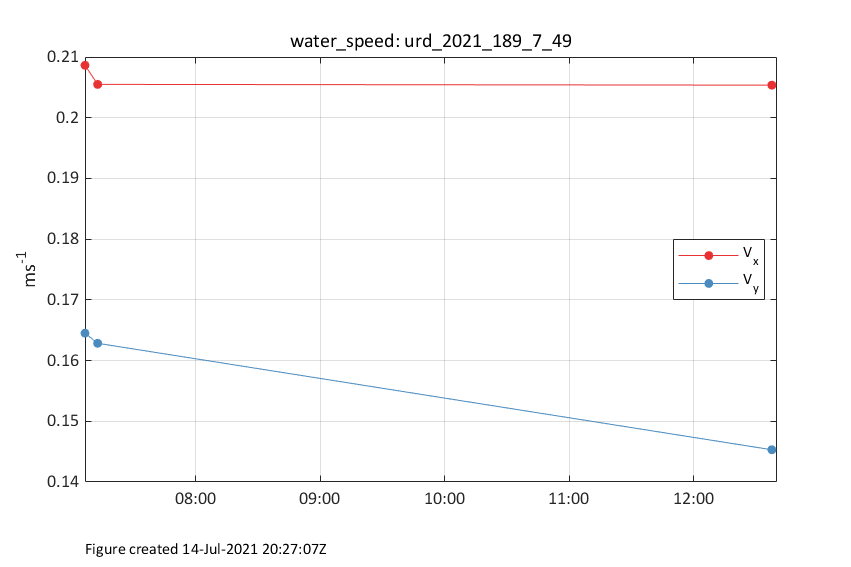 water_speed: urd_2021_189_7_49
0.21
0.2
0.19
0.18
0.17
0.16
0.15
0.14
ms-1
Vx
Vy
08:00 09:00 10:00 11:00 12:00
Figure created 14-Jul-2021 20:27:07Z